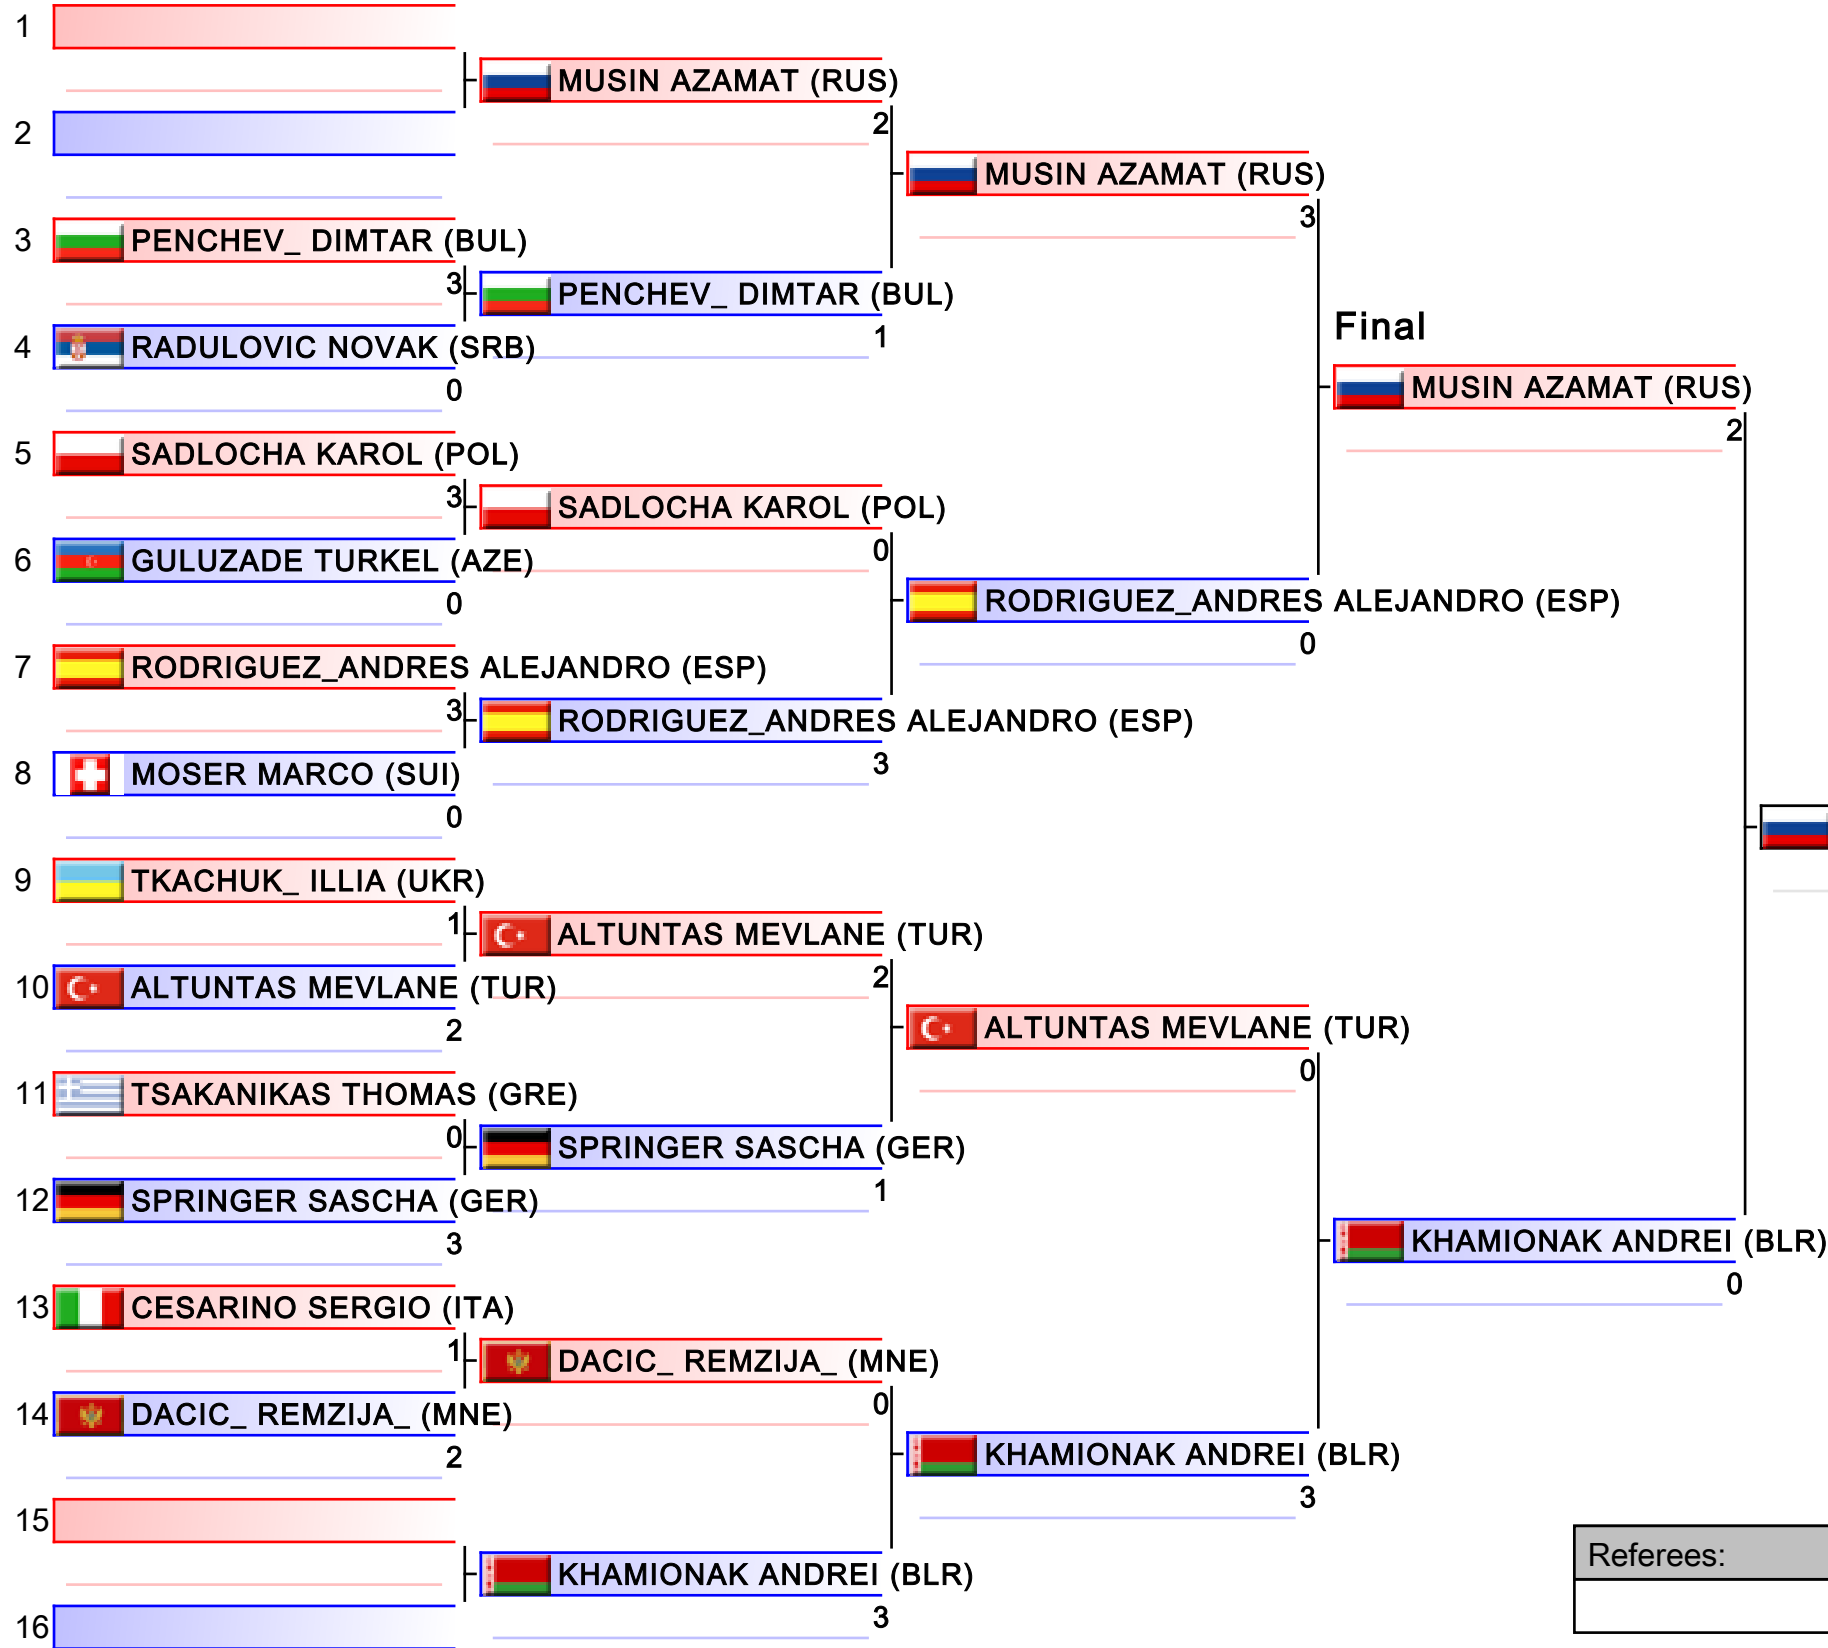 1
MUSIN AZAMAT (RUS)
2
2
MUSIN AZAMAT (RUS)
3
3 PENCHEV_ DIMTAR (BUL)
3
PENCHEV_ DIMTAR (BUL)
1
Final
4 RADULOVIC NOVAK (SRB)
0
MUSIN AZAMAT (RUS)
2
5 SADLOCHA KAROL (POL)
3
SADLOCHA KAROL (POL)
0
6 GULUZADE TURKEL (AZE)
0
RODRIGUEZ_ANDRES ALEJANDRO (ESP)
0
7 RODRIGUEZ_ANDRES ALEJANDRO (ESP)
3
RODRIGUEZ_ANDRES ALEJANDRO (ESP)
3
8 MOSER MARCO (SUI)
0
9 TKACHUK_ ILLIA (UKR)
1
ALTUNTAS MEVLANE (TUR)
2
10 ALTUNTAS MEVLANE (TUR)
2
ALTUNTAS MEVLANE (TUR)
0
11 TSAKANIKAS THOMAS (GRE)
0
SPRINGER SASCHA (GER)
1
12 SPRINGER SASCHA (GER)
3
KHAMIONAK ANDREI (BLR)
0
13 CESARINO SERGIO (ITA)
1
DACIC_ REMZIJA_ (MNE)
0
14 DACIC_ REMZIJA_ (MNE)
2
KHAMIONAK ANDREI (BLR)
3
15
Referees:
KHAMIONAK ANDREI (BLR)
3
16